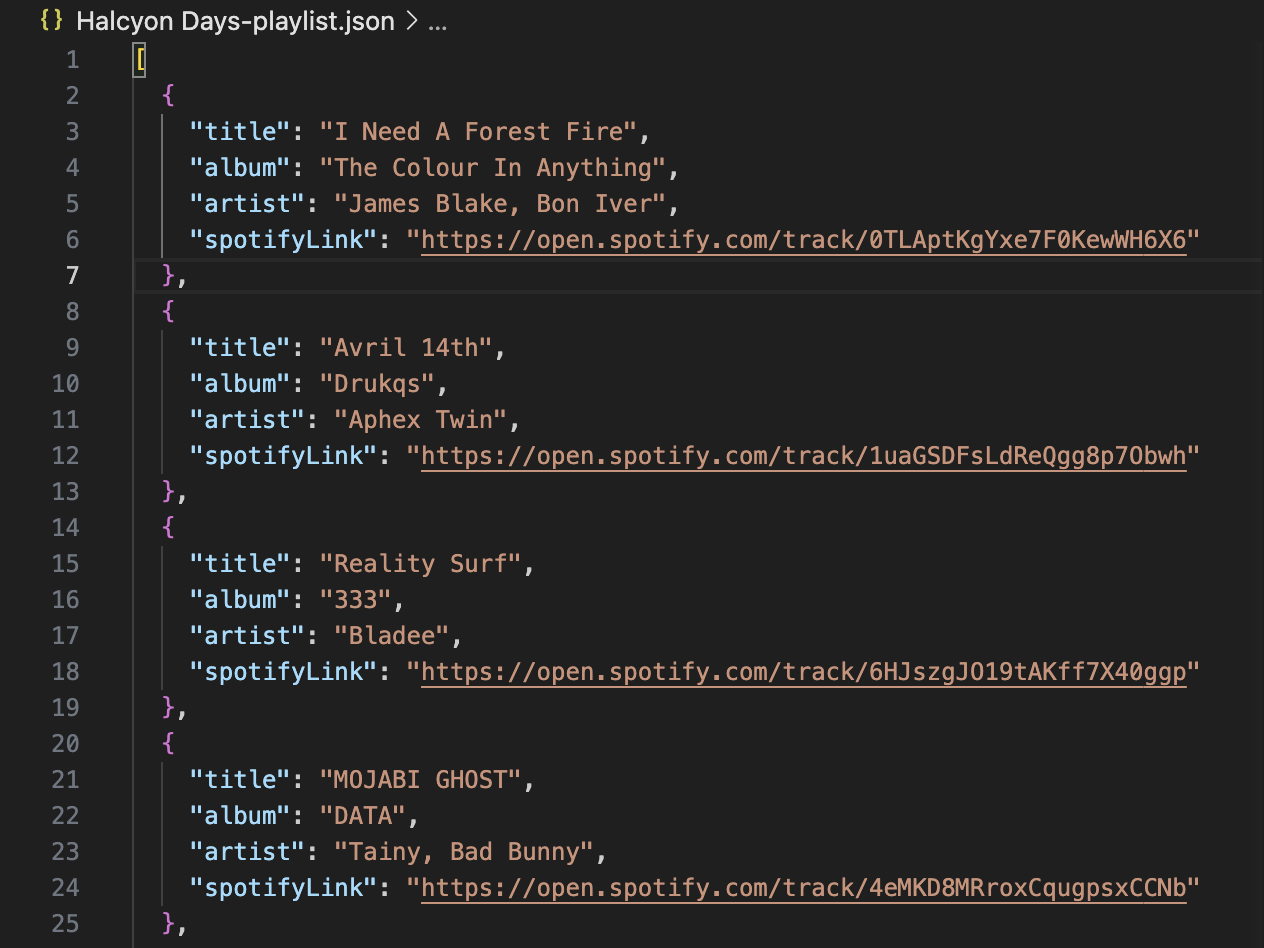 {} Halcyon Days-playlist.json > ...
1 [
2 {
3 "title": "I Need A Forest Fire",
4 "album": "The Colour In Anything",
5 "artist": "James Blake, Bon Iver",
6 "spotifyLink": "https://open.spotify.com/track/0TLAptKgYxe7F0KewWH6X6"
7 },
8 {
9 "title": "Avril 14th",
10 "album": "Drukqs",
11 "artist": "Aphex Twin",
12 "spotifyLink": "https://open.spotify.com/track/1uaGSDFsLdReQgg8p7Obwh"
13 },
14 {
15 "title": "Reality Surf",
16 "album": "333",
17 "artist": "Bladee",
18 "spotifyLink": "https://open.spotify.com/track/6HJszgJO19tAKff7X40ggp"
19 },
20 {
21 "title": "MOJABI GHOST",
22 "album": "DATA",
23 "artist": "Tainy, Bad Bunny",
24 "spotifyLink": "https://open.spotify.com/track/4eMKD8MRroxCqugpsxCCNb"
25 },